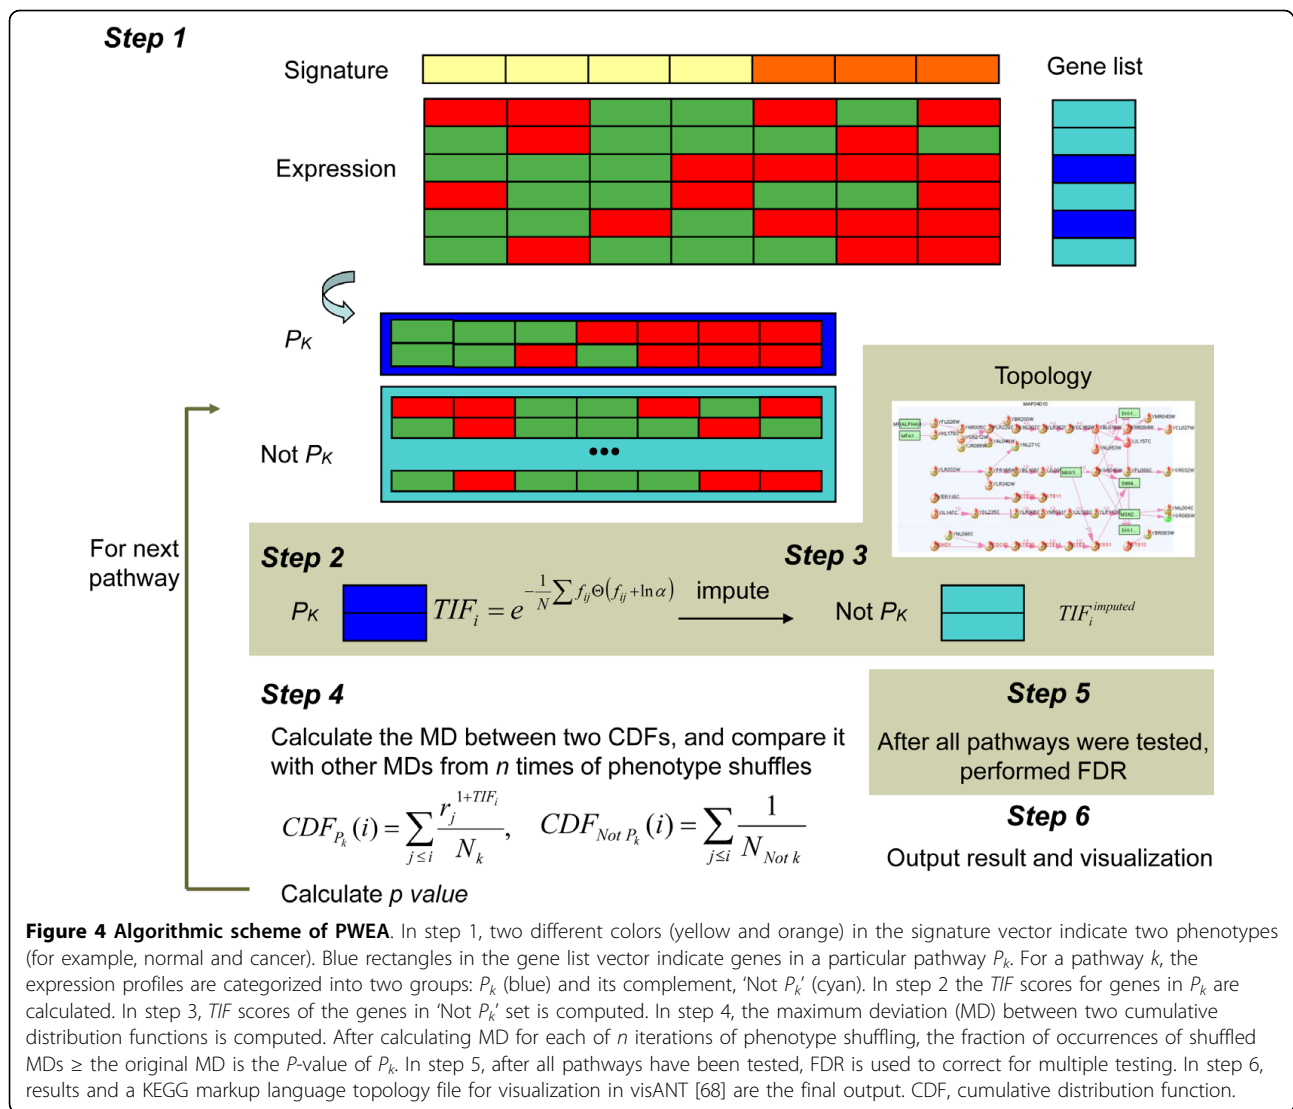 Step 1
Signature
Gene list
Expression
P_K
Topology
MAP04010
Not P_K
For next
pathway
Step 2
Step 3
P_K
TIF_i = e^{-\frac{1}{N}\sum f_{ij}Θ(f_{ij}+\ln α)}
impute
Not P_K
TIF_i^{imputed}
Step 4
Calculate the MD between two CDFs, and compare it
with other MDs from n times of phenotype shuffles
CDF_{P_k}(i) = \sum_{j≤i} \frac{r_j^{1+TIF_i}}{N_k}, CDF_{Not P_k}(i) = \sum_{j≤i} \frac{1}{N_{Not k}}
Calculate p value
Step 5
After all pathways were tested,
performed FDR
Step 6
Output result and visualization
Figure 4 Algorithmic scheme of PWEA. In step 1, two different colors (yellow and orange) in the signature vector indicate two phenotypes
(for example, normal and cancer). Blue rectangles in the gene list vector indicate genes in a particular pathway P_k. For a pathway k, the
expression profiles are categorized into two groups: P_k (blue) and its complement, ‘Not P_k’ (cyan). In step 2 the TIF scores for genes in P_k are
calculated. In step 3, TIF scores of the genes in ‘Not P_k’ set is computed. In step 4, the maximum deviation (MD) between two cumulative
distribution functions is computed. After calculating MD for each of n iterations of phenotype shuffling, the fraction of occurrences of shuffled
MDs ≥ the original MD is the P-value of P_k. In step 5, after all pathways have been tested, FDR is used to correct for multiple testing. In step 6,
results and a KEGG markup language topology file for visualization in visANT [68] are the final output. CDF, cumulative distribution function.